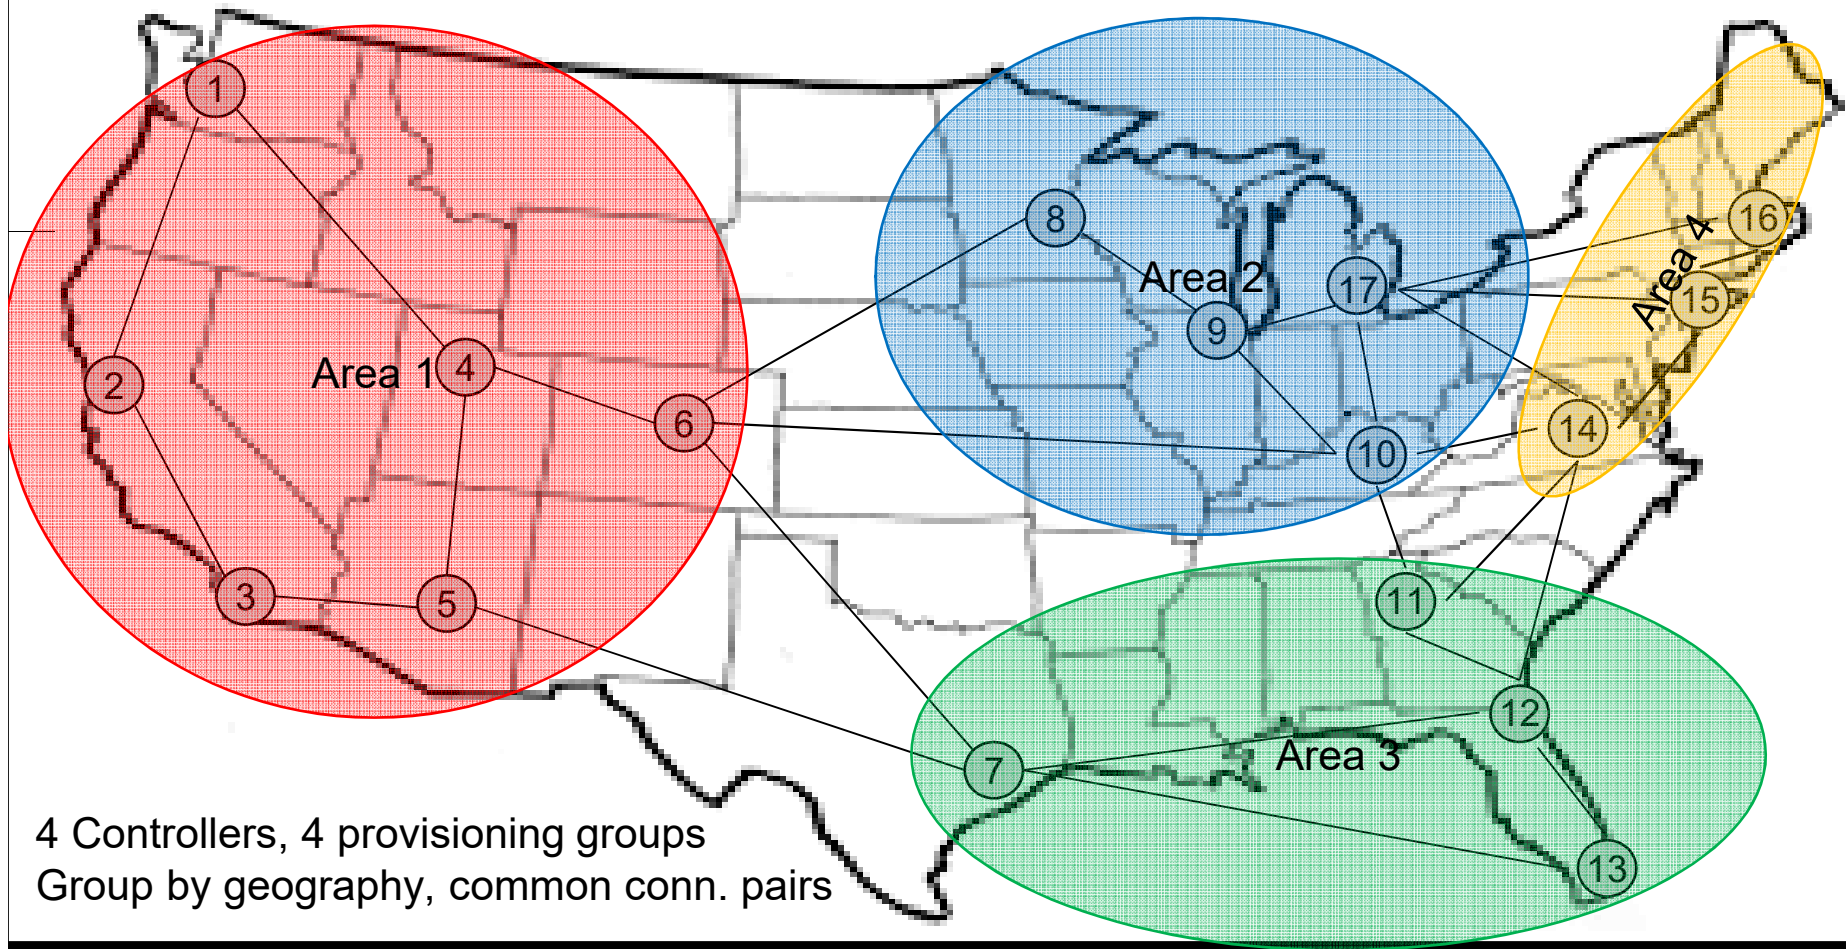 1
16
8
Area 4
Area 2
17
15
9
Area 1
4
2
6
14
10
3
5
11
12
Area 3
7
4 Controllers, 4 provisioning groups
13
Group by geography, common conn. pairs